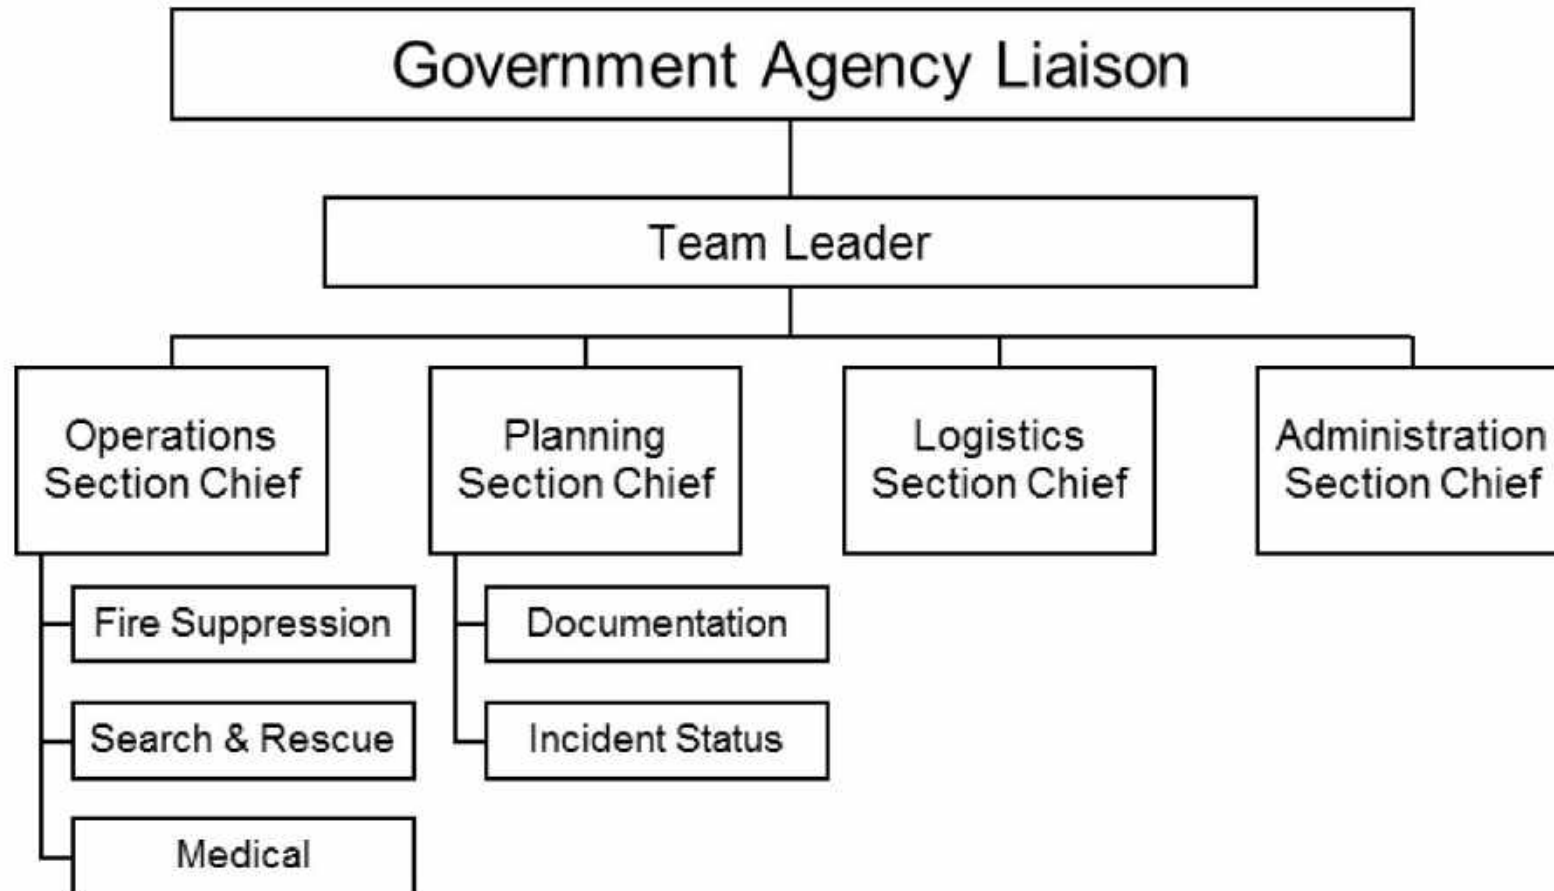 Government Agency Liaison
Team Leader
Operations
Section Chief
Planning
Section Chief
Logistics
Section Chief
Administration
Section Chief
Fire Suppression
Search & Rescue
Medical
Documentation
Incident Status